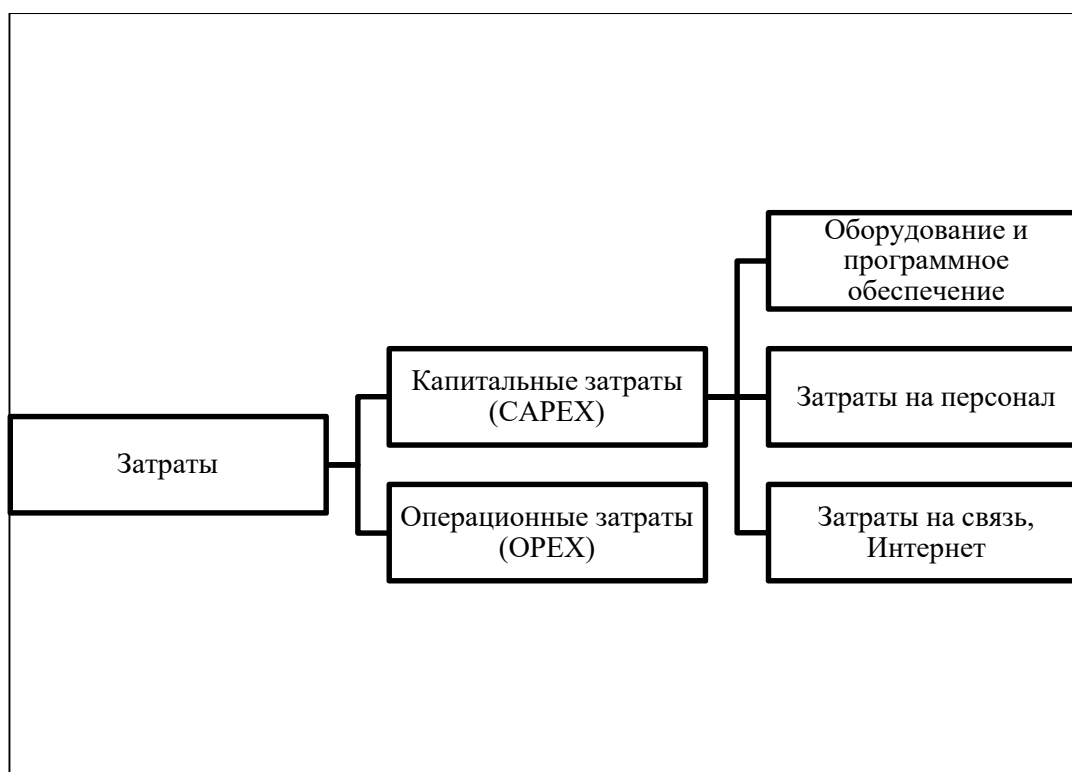 Затраты
Капитальные затраты
(CAPEX)
Операционные затраты
(OPEX)
Оборудование и
программное
обеспечение
Затраты на персонал
Затраты на связь,
Интернет